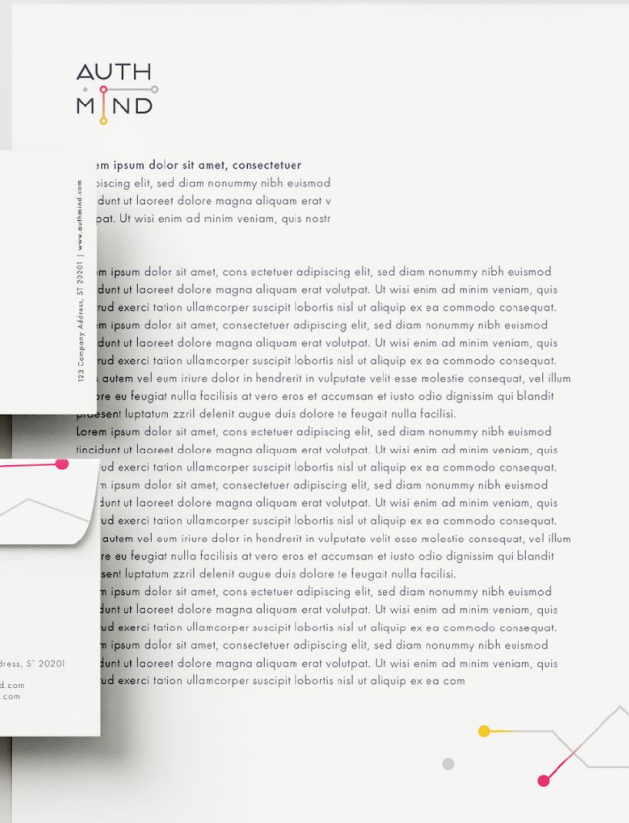 AUTH
MIND
em ipsum dolor sit amet, consectetuer
piscing elit, sed diam nonummy nibh euismod
dunt ut laoreet dolore magna aliquam erat v
pat. Ut wisi enim ad minim veniam, quis nostr
123 Company Address, ST 20201 | www.authmind.com
em ipsum dolor sit amet, cons ectetuer adipiscing elit, sed diam nonummy nibh euismod
dunt ut laoreet dolore magna aliquam erat volutpat. Ut wisi enim ad minim veniam, quis
rud exerci tation ullamcorper suscipit lobortis nisl ut aliquip ex ea commodo consequat.
em ipsum dolor sit amet, consectetuer adipiscing elit, sed diam nonummy nibh euismod
dunt ut laoreet dolore magna aliquam erat volutpat. Ut wisi enim ad minim veniam, quis
rud exerci tation ullamcorper suscipit lobortis nisl ut aliquip ex ea commodo consequat.
autem vel eum iriure dolor in hendrerit in vulputate velit esse molestie consequat, vel illum
re eu feugiat nulla facilisis at vero eros et accumsan et iusto odio dignissim qui blandit
praesent luptatum zzril delenit augue duis dolore te feugait nulla facilisi.
Lorem ipsum dolor sit amet, cons ectetuer adipiscing elit, sed diam nonummy nibh euismod
tincidunt ut laoreet dolore magna aliquam erat volutpat. Ut wisi enim ad minim veniam, quis
ud exerci tation ullamcorper suscipit lobortis nisl ut aliquip ex ea commodo consequat.
m ipsum dolor sit amet, consectetuer adipiscing elit, sed diam nonummy nibh euismod
dunt ut laoreet dolore magna aliquam erat volutpat. Ut wisi enim ad minim veniam, quis
ud exerci tation ullamcorper suscipit lobortis nisl ut aliquip ex ea commodo consequat.
autem vel eum iriure dolor in hendrerit in vulputate velit esse molestie consequat, vel illum
re eu feugiat nulla facilisis at vero eros et accumsan et iusto odio dignissim qui blandit
sent luptatum zzril delenit augue duis dolore te feugait nulla facilisi.
m ipsum dolor sit amet, cons ectetuer adipiscing elit, sed diam nonummy nibh euismod
dunt ut laoreet dolore magna aliquam erat volutpat. Ut wisi enim ad minim veniam, quis
ud exerci tation ullamcorper suscipit lobortis nisl ut aliquip ex ea commodo consequat.
m ipsum dolor sit amet, consectetuer adipiscing elit, sed diam nonummy nibh euismod
dunt ut laoreet dolore magna aliquam erat volutpat. Ut wisi enim ad minim veniam, quis
ud exerci tation ullamcorper suscipit lobortis nisl ut aliquip ex ea com
dress, ST 20201
d.com
.com